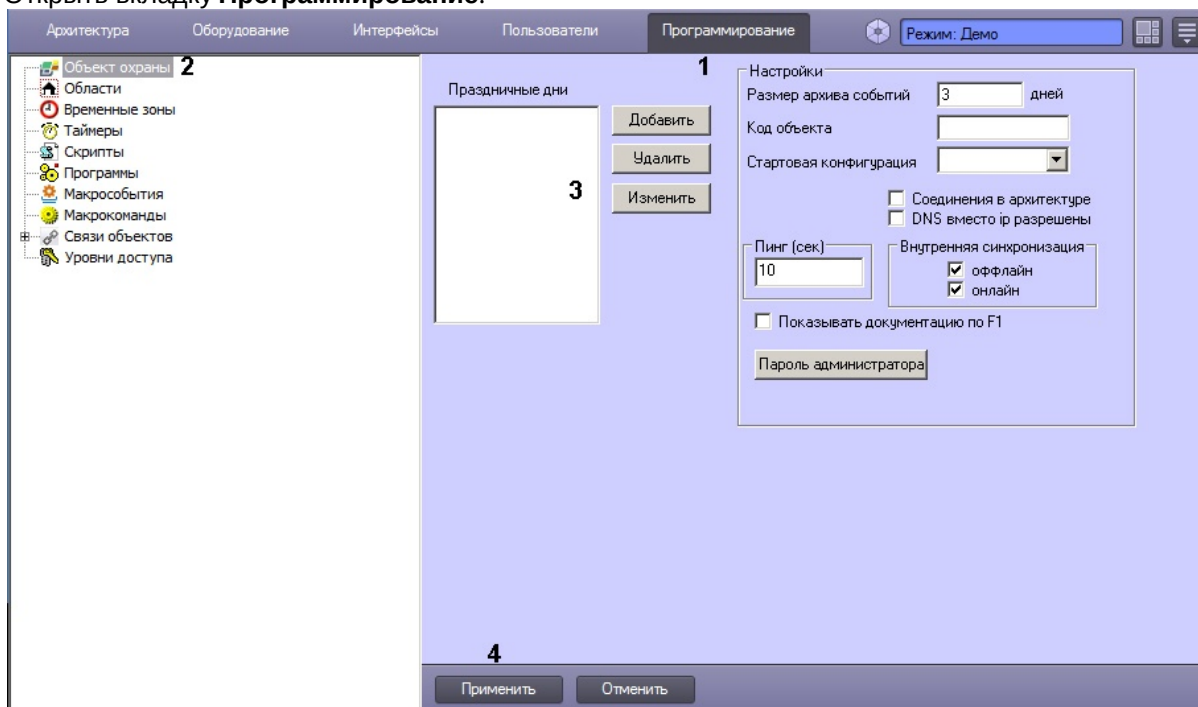 Открыть вкладку Программирование.
Архитектура Оборудование Интерфейсы Пользователи Программирование Режим: Демо
Объект охраны 2
Области
Временные зоны
Таймеры
Скрипты
Программы
Макрособытия
Макрокоманды
Связи объектов
Уровни доступа
1
Праздничные дни
Добавить
Удалить
3
Изменить
Настройки
Размер архива событий 3 дней
Код объекта
Стартовая конфигурация
Соединения в архитектуре
DNS вместо ip разрешены
Пинг (сек)
10
Внутренняя синхронизация
оффлайн
онлайн
Показывать документацию по F1
Пароль администратора
4
Применить Отменить